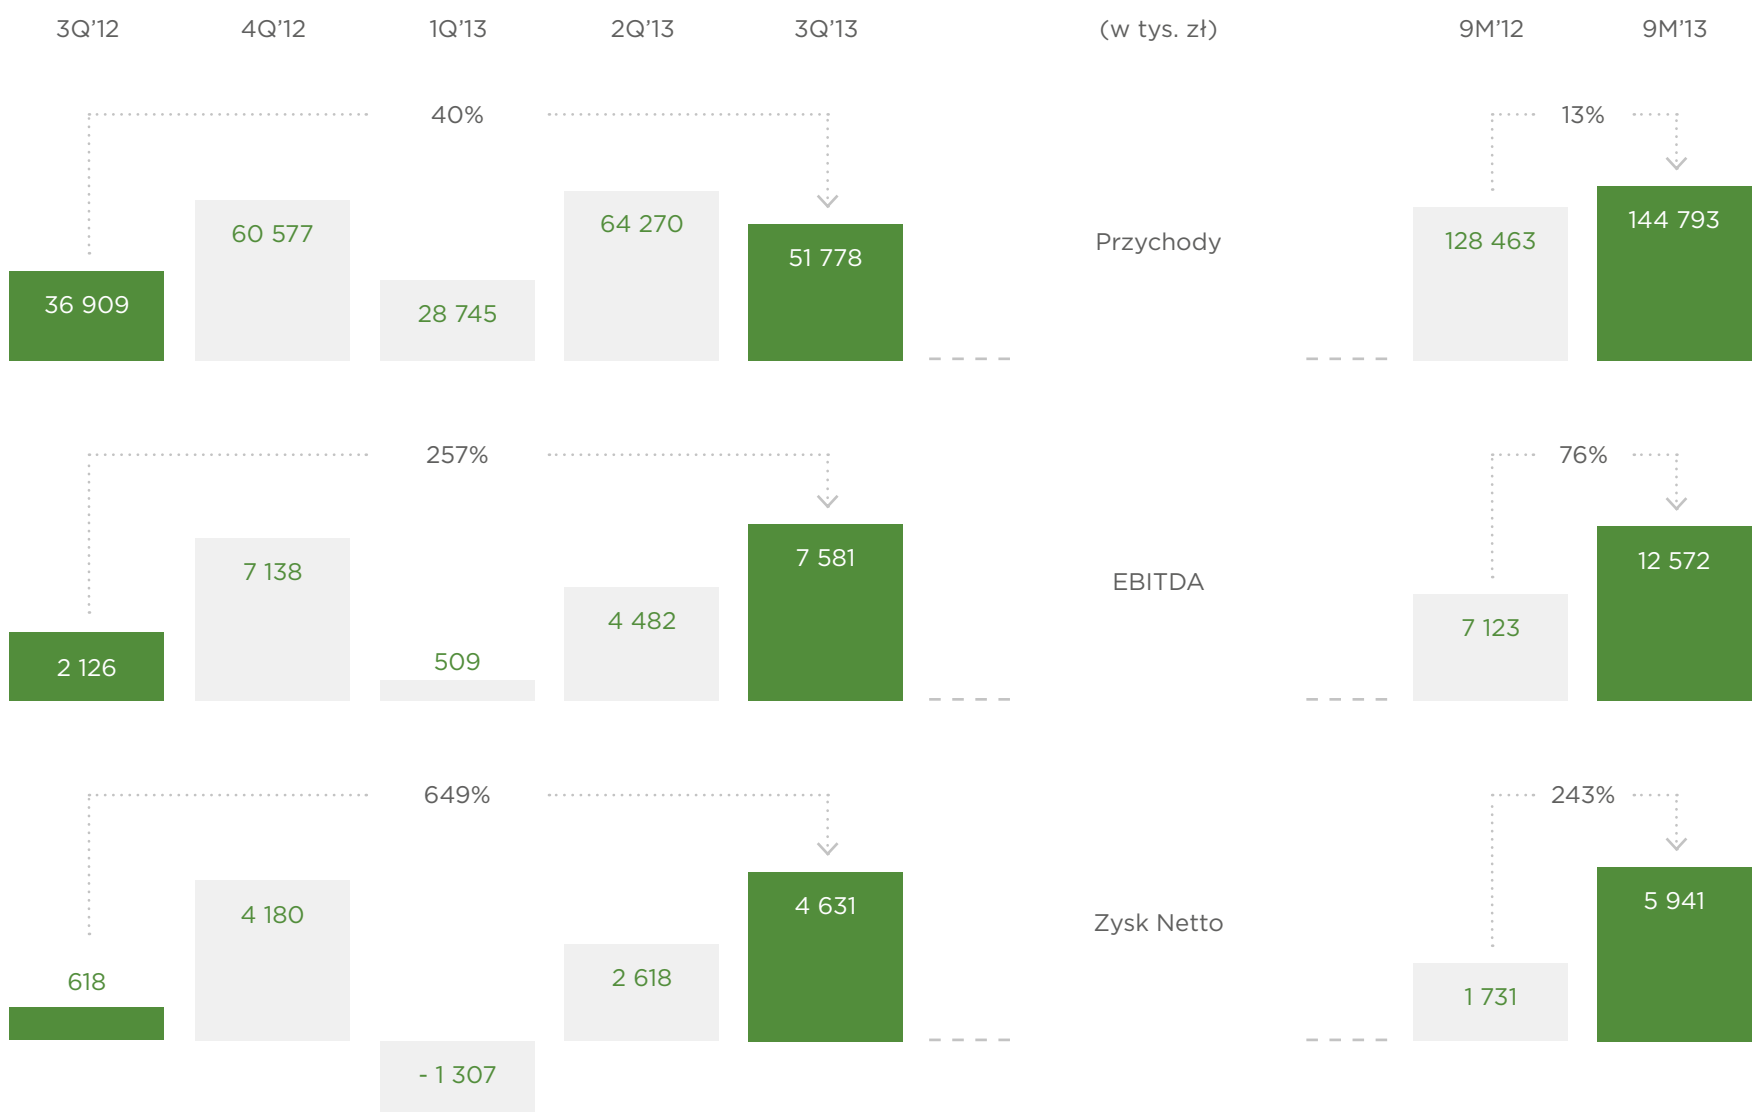 3Q’12 4Q’12 1Q’13 2Q’13 3Q’13 (w tys. zł) 9M’12 9M’13
40% 13%
36 909 60 577 28 745 64 270 51 778 Przychody 128 463 144 793
257% 76%
2 126 7 138 509 4 482 7 581 EBITDA 7 123 12 572
649% 243%
618 4 180 - 1 307 2 618 4 631 Zysk Netto 1 731 5 941